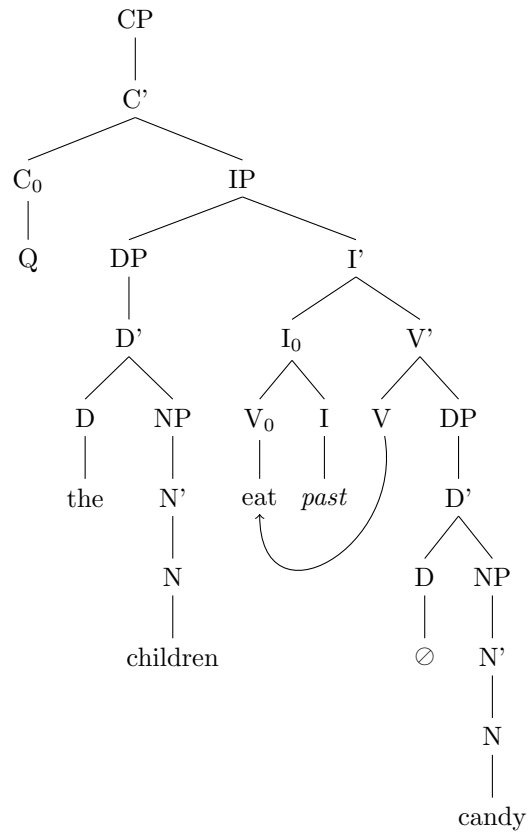 CP
C'
C₀ IP
Q DP I'
D' I₀ V'
D NP V₀ I V DP
the N' eat past D'
N D NP
children ⊘ N'
N
candy